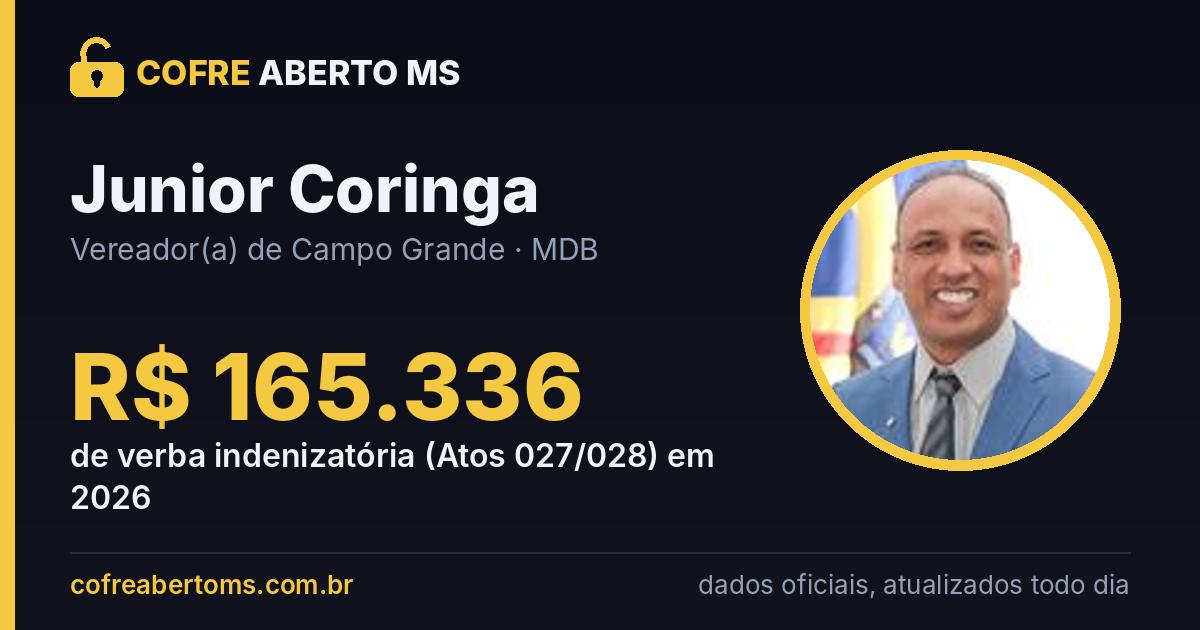 COFRE ABERTO MS
Junior Coringa
Vereador(a) de Campo Grande · MDB
R$ 165.336
de verba indenizatória (Atos 027/028) em
2026
cofreabertoms.com.br
dados oficiais, atualizados todo dia